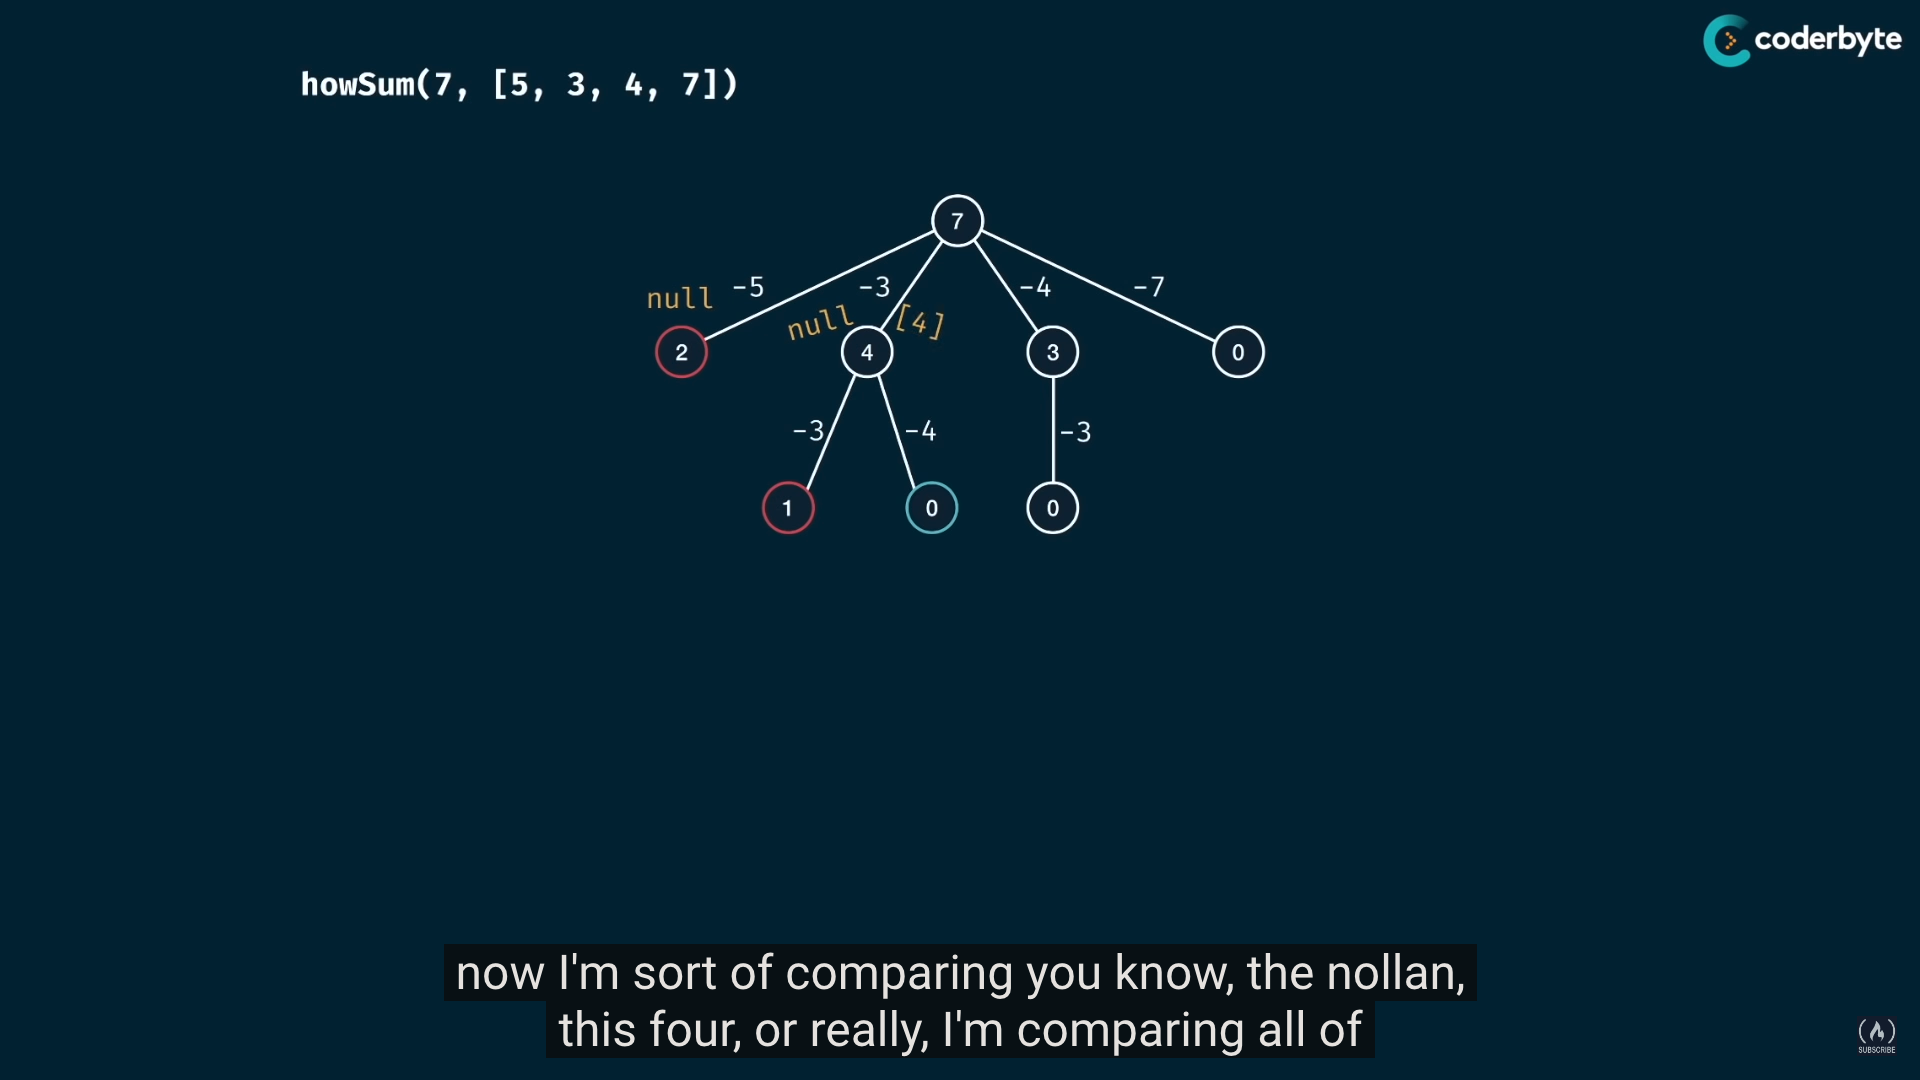 coderbyte
howSum(7, [5, 3, 4, 7])
7
-5 -3 -4 -7
null null [4]
2 4 3 0
-3 -4 -3
1 0 0
now I'm sort of comparing you know, the nollan,
this four, or really, I'm comparing all of
SUBSCRIBE